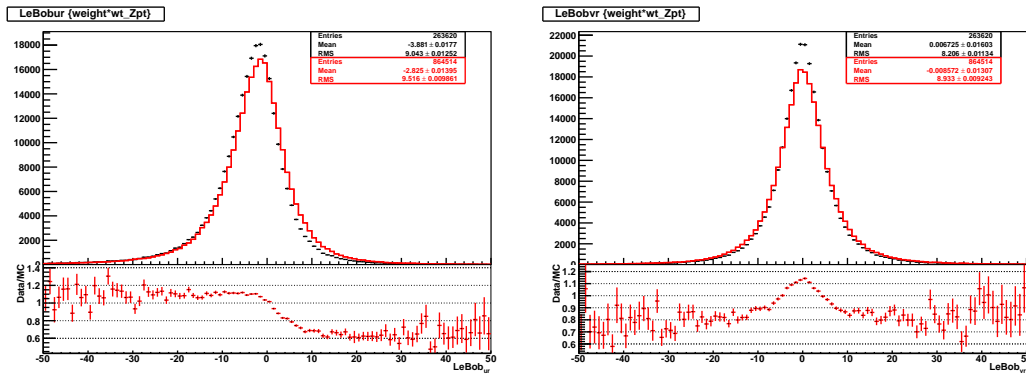 LeBobur {weight*wt_Zpt}
Entries 263620
Mean -3.881 ± 0.0177
RMS 9.043 ± 0.01252
Entries 864514
Mean -2.825 ± 0.01395
RMS 9.516 ± 0.009861
18000
16000
14000
12000
10000
8000
6000
4000
2000
0
Data/MC
1.4
1.2
1
0.8
0.6
-50 -40 -30 -20 -10 0 10 20 30 40 50
LeBob_ur
LeBobvr {weight*wt_Zpt}
Entries 263620
Mean 0.006725 ± 0.01603
RMS 8.206 ± 0.01134
Entries 864514
Mean -0.008572 ± 0.01307
RMS 8.933 ± 0.009243
22000
20000
18000
16000
14000
12000
10000
8000
6000
4000
2000
0
Data/MC
1.2
1.1
1
0.9
0.8
0.7
0.6
-50 -40 -30 -20 -10 0 10 20 30 40 50
LeBob_vr